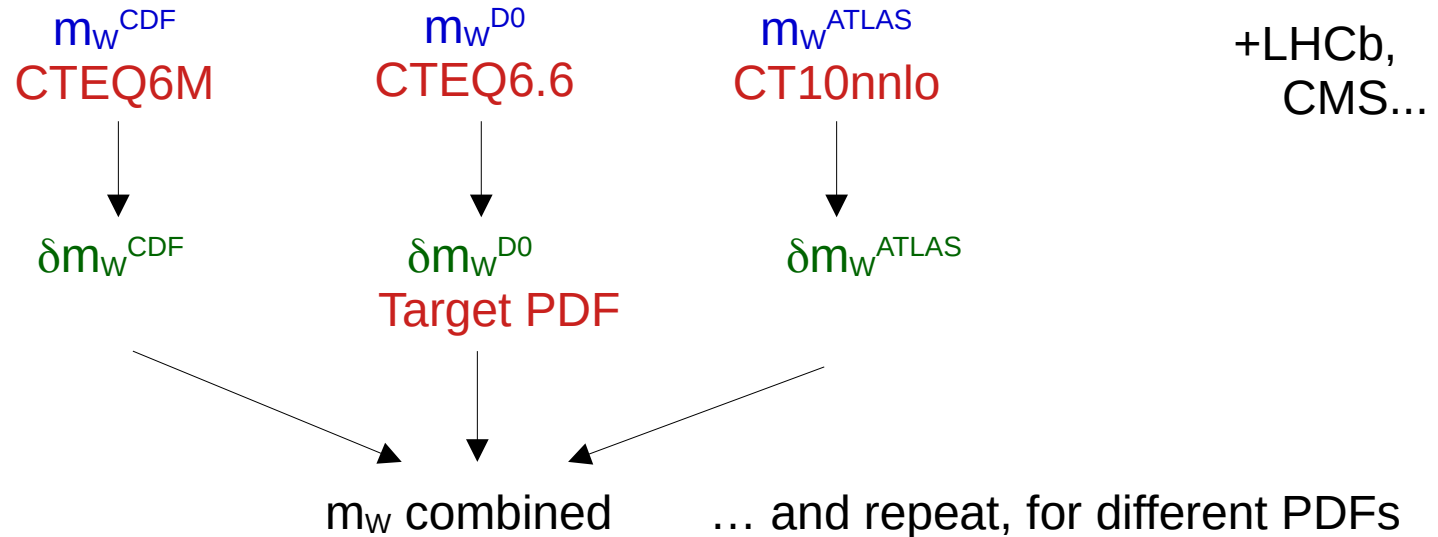 m_W^CDF m_W^D0 m_W^ATLAS +LHCb,
CTEQ6M CTEQ6.6 CT10nnlo CMS...
δm_W^CDF δm_W^D0 δm_W^ATLAS
Target PDF
m_W combined ... and repeat, for different PDFs